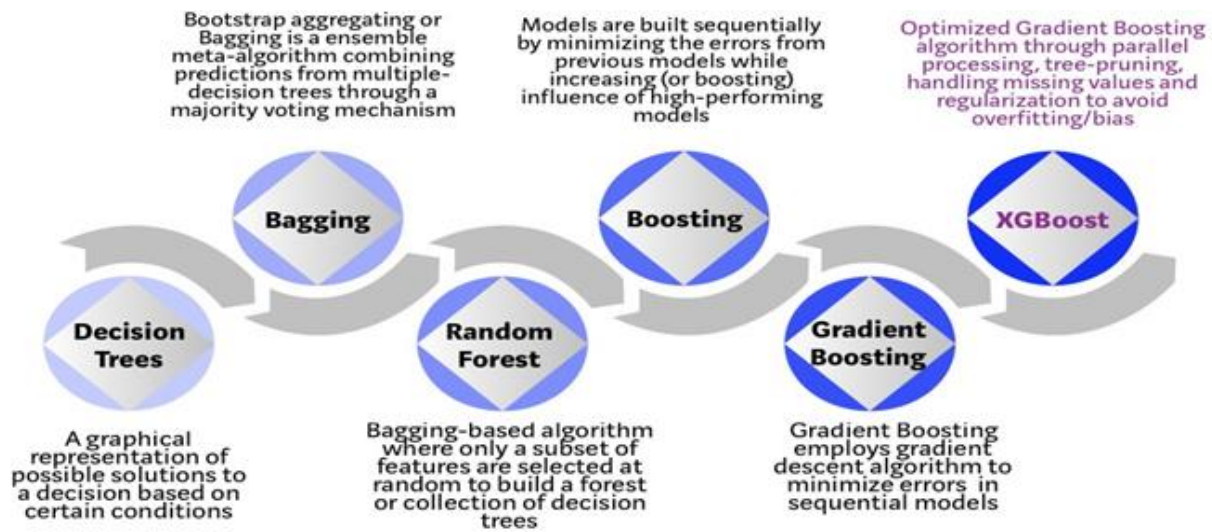 Bootstrap aggregating or
Bagging is a ensemble
meta-algorithm combining
predictions from multiple-
decision trees through a
majority voting mechanism
Models are built sequentially
by minimizing the errors from
previous models while
increasing (or boosting)
influence of high-performing
models
Optimized Gradient Boosting
algorithm through parallel
processing, tree-pruning,
handling missing values and
regularization to avoid
overfitting/bias
Bagging
Boosting
XGBoost
Decision
Trees
Random
Forest
Gradient
Boosting
A graphical
representation of
possible solutions to
a decision based on
certain conditions
Bagging-based algorithm
where only a subset of
features are selected at
random to build a forest
or collection of decision
trees
Gradient Boosting
employs gradient
descent algorithm to
minimize errors in
sequential models